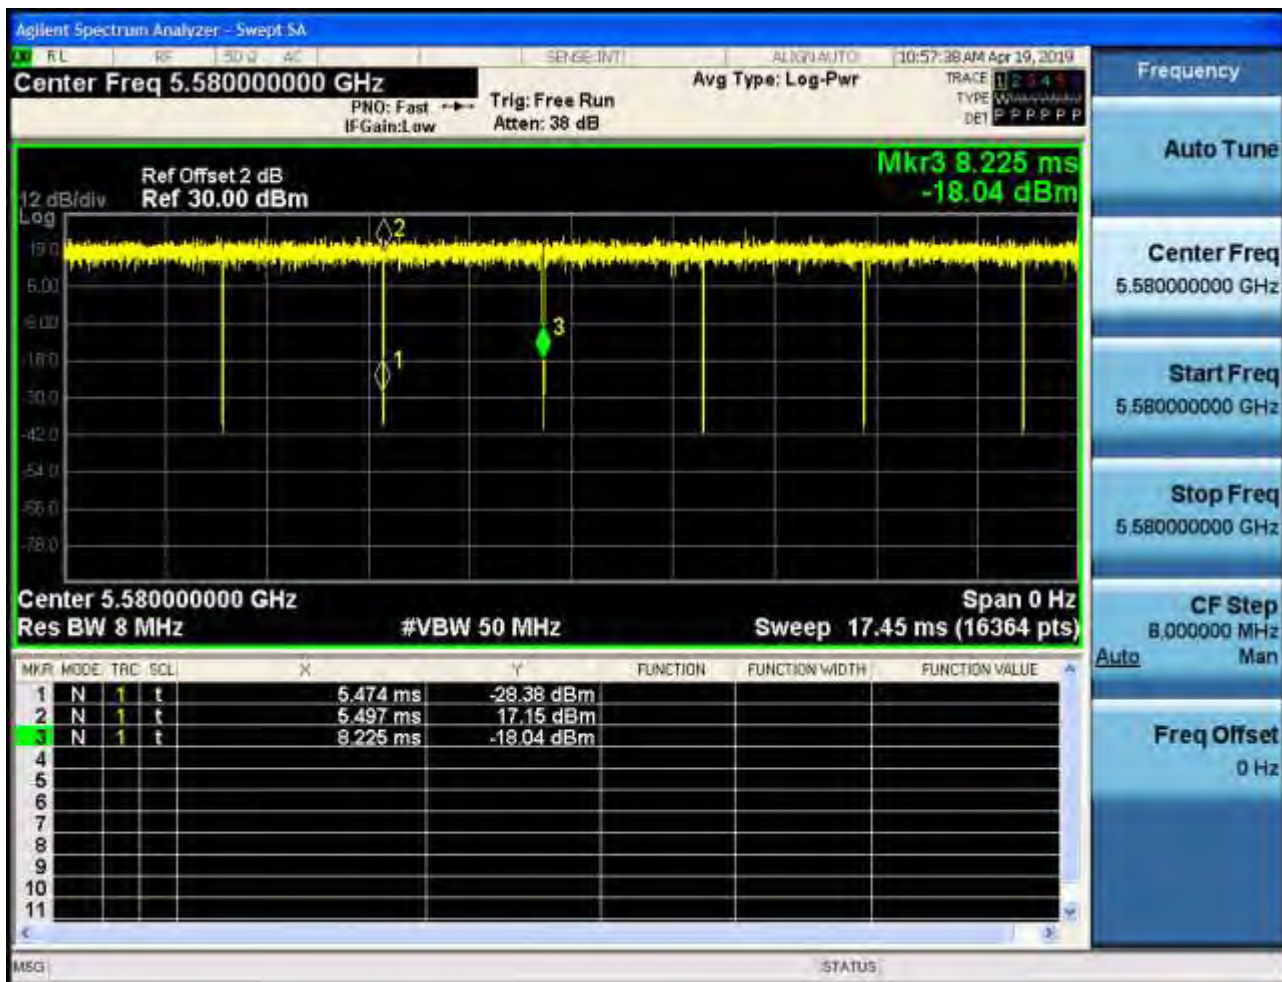 Agilent Spectrum Analyzer - Swept SA
RL RF 50 Ω AC SENSE:INT ALIGN AUTO 10:57:38 AM Apr 19, 2019
Center Freq 5.580000000 GHz
PNO: Fast
IFGain:Low
Trig: Free Run
Atten: 38 dB
Avg Type: Log-Pwr
TRACE 1 2 3 4 5
TYPE
DET P P P P P P
Mkr3 8.225 ms
-18.04 dBm
Ref Offset 2 dB
12 dB/div Ref 30.00 dBm
Log
2
19.0
5.00
-6.00
3
-18.0
1
-30.0
-42.0
-54.0
-66.0
-78.0
Center 5.580000000 GHz Span 0 Hz
Res BW 8 MHz #VBW 50 MHz Sweep 17.45 ms (16364 pts)
MKR MODE TRC SCL X Y FUNCTION FUNCTION WIDTH FUNCTION VALUE
1 N 1 t 5.474 ms -28.38 dBm
2 N 1 t 5.497 ms 17.15 dBm
3 N 1 t 8.225 ms -18.04 dBm
4
5
6
7
8
9
10
11
MSG STATUS
Frequency
Auto Tune
Center Freq
5.580000000 GHz
Start Freq
5.580000000 GHz
Stop Freq
5.580000000 GHz
CF Step
8.000000 MHz
Auto Man
Freq Offset
0 Hz